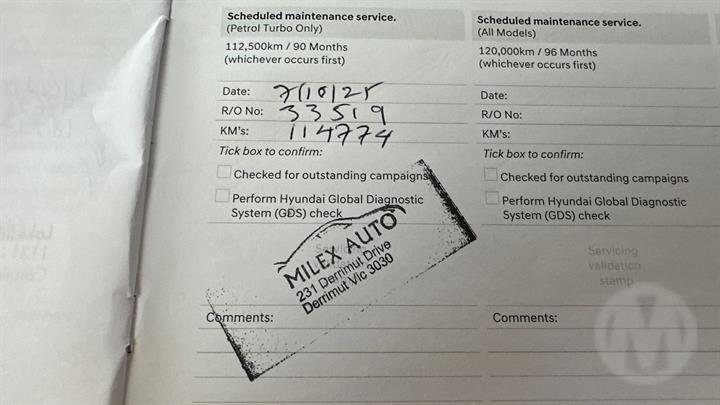 Scheduled maintenance service.
(Petrol Turbo Only)
112,500km / 90 Months
(whichever occurs first)
Date: 7/10/25
R/O No: 33519
KM's: 114774
Tick box to confirm:
Checked for outstanding campaigns
Perform Hyundai Global Diagnostic
System (GDS) check
MILEX AUTO
231 Derrimut Drive
Derrimut Vic 3030
Comments:
Scheduled maintenance service.
(All Models)
120,000km / 96 Months
(whichever occurs first)
Date:
R/O No:
KM's:
Tick box to confirm:
Checked for outstanding campaigns
Perform Hyundai Global Diagnostic
System (GDS) check
Servicing
validation
stamp
Comments: